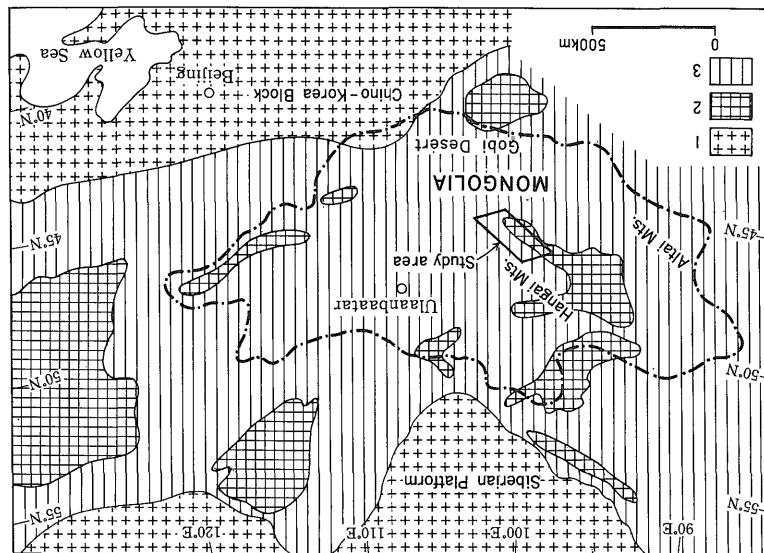 90°E
100°E
110°E
120°E
55°N
55°N
Siberian Platform
50°N
50°N
Hangai Mts.
Ulaanbaatar
Study area
Altai Mts.
45°N
45°N
MONGOLIA
Gobi Desert
Chino-Korea Block
40°N
Beijing
Yellow Sea
1
2
3
0
500km